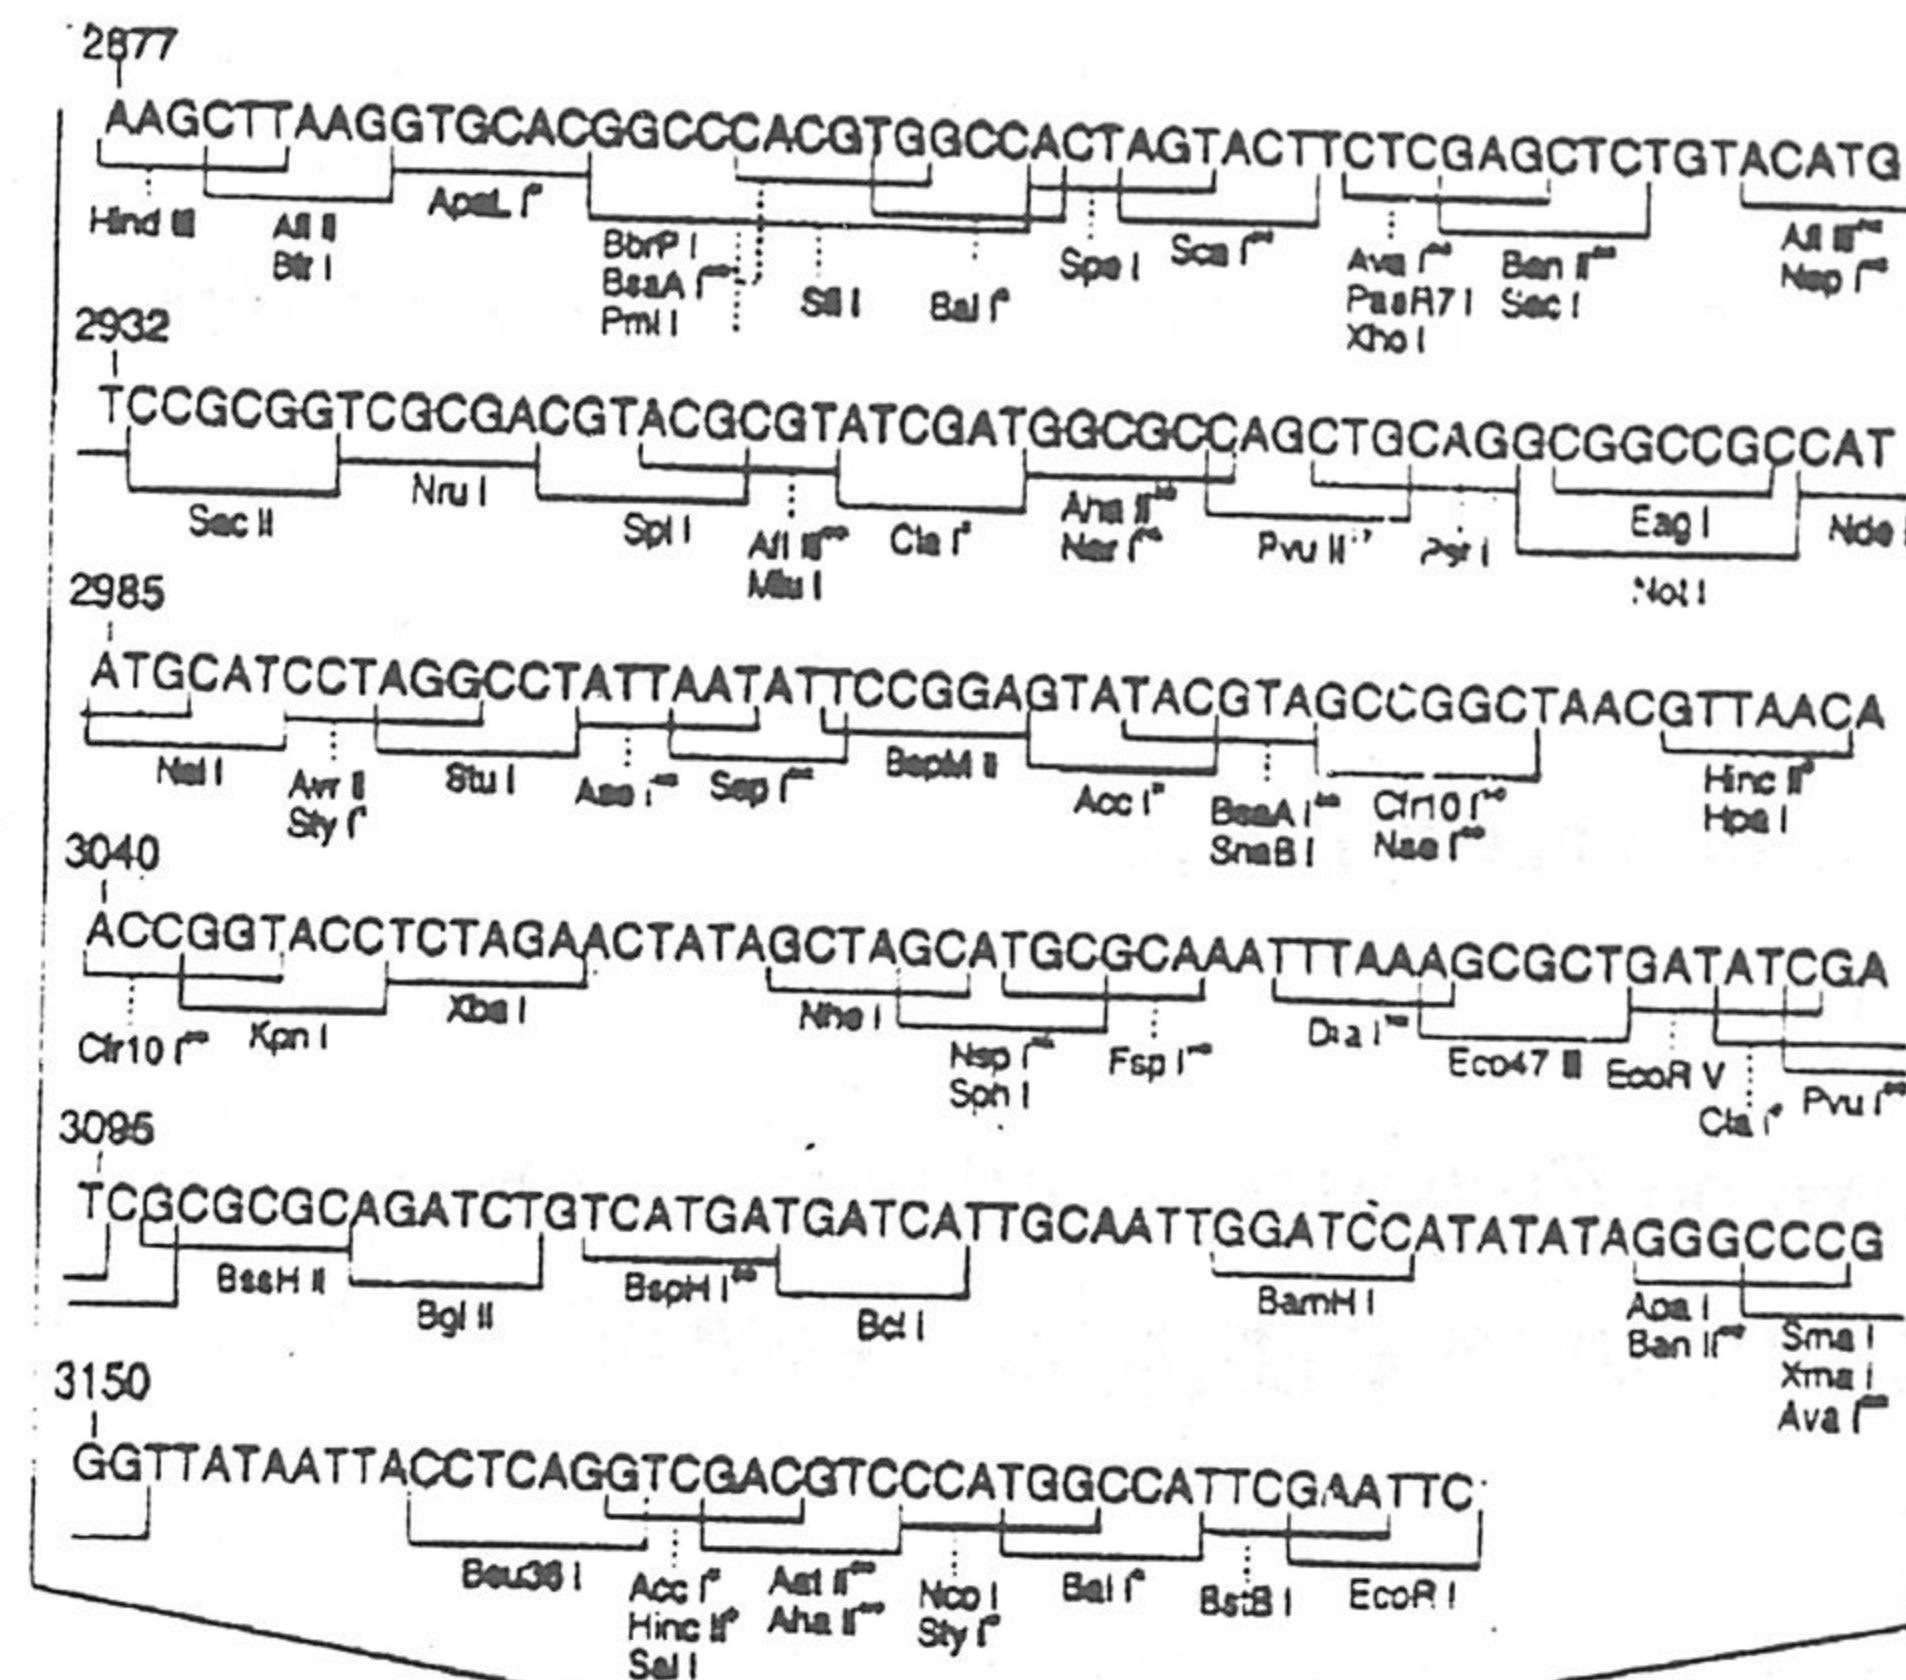 2877
AAGCTTAAGGTGCACGGCCCACGTGGCCACTAGTACTTCTCGAGCTCTGTACATG
Hind III Afl II ApaL I* BbrP I Sfi I Bal I* Spe I Sca I** Ava I** Ban II** Afl III**
Bfr I BsaA I** PaeR7 I Sac I Nsp I**
Pml I Xho I
2932
TCCGCGGTCGCGACGTACGCGTATCGATGGCGCCAGCTGCAGGCGGCCGCCAT
Sac II Nru I Spl I Afl III** Cla I* Aha II** Pvu II Pst I Eag I Nde I
Mlu I Nar I** Not I
2985
ATGCATCCTAGGCCTATTAATATTCCGGAGTATACGTAGCCGGCTAACGTTAACA
Nsi I Avr II Stu I Ase I** Ssp I** BspM II Acc I* BsaA I** Cfr10 I** Hinc II*
Sty I* SnaB I Nae I** Hpa I
3040
ACCGGTACCTCTAGAACTATAGCTAGCATGCGCAAATTTAAAGCGCTGATATCGA
Cfr10 I** Kpn I Xba I Nhe I Nsp I** Fsp I** Dra I** Eco47 III EcoR V Cla I* Pvu I**
Sph I
3095
TCGCGCGCAGATCTGTCATGATGATCATTGCAATTGGATCCATATATAGGGCCCG
BssH II Bgl II BspH I** Bcl I BamH I Apa I Sma I
Ban II** Xma I
Ava I**
3150
GGTTATAATTACCTCAGGTCGACGTCCCATGGCCATTCGAATTC
Bsu36 I Acc I* Aat II** Nco I Bal I* BstB I EcoR I
Hinc II* Aha II** Sty I*
Sal I